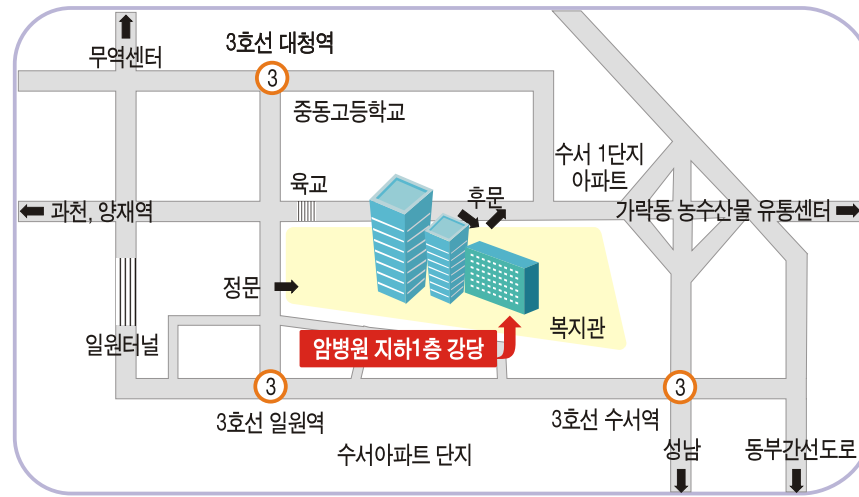 무역센터
3호선 대청역
3
중동고등학교
수서 1단지
아파트
육교
후문
과천, 양재역
가락동 농수산물 유통센터
정문
복지관
일원터널
암병원 지하1층 강당
3
3
3호선 일원역
3호선 수서역
수서아파트 단지
성남
동부간선도로